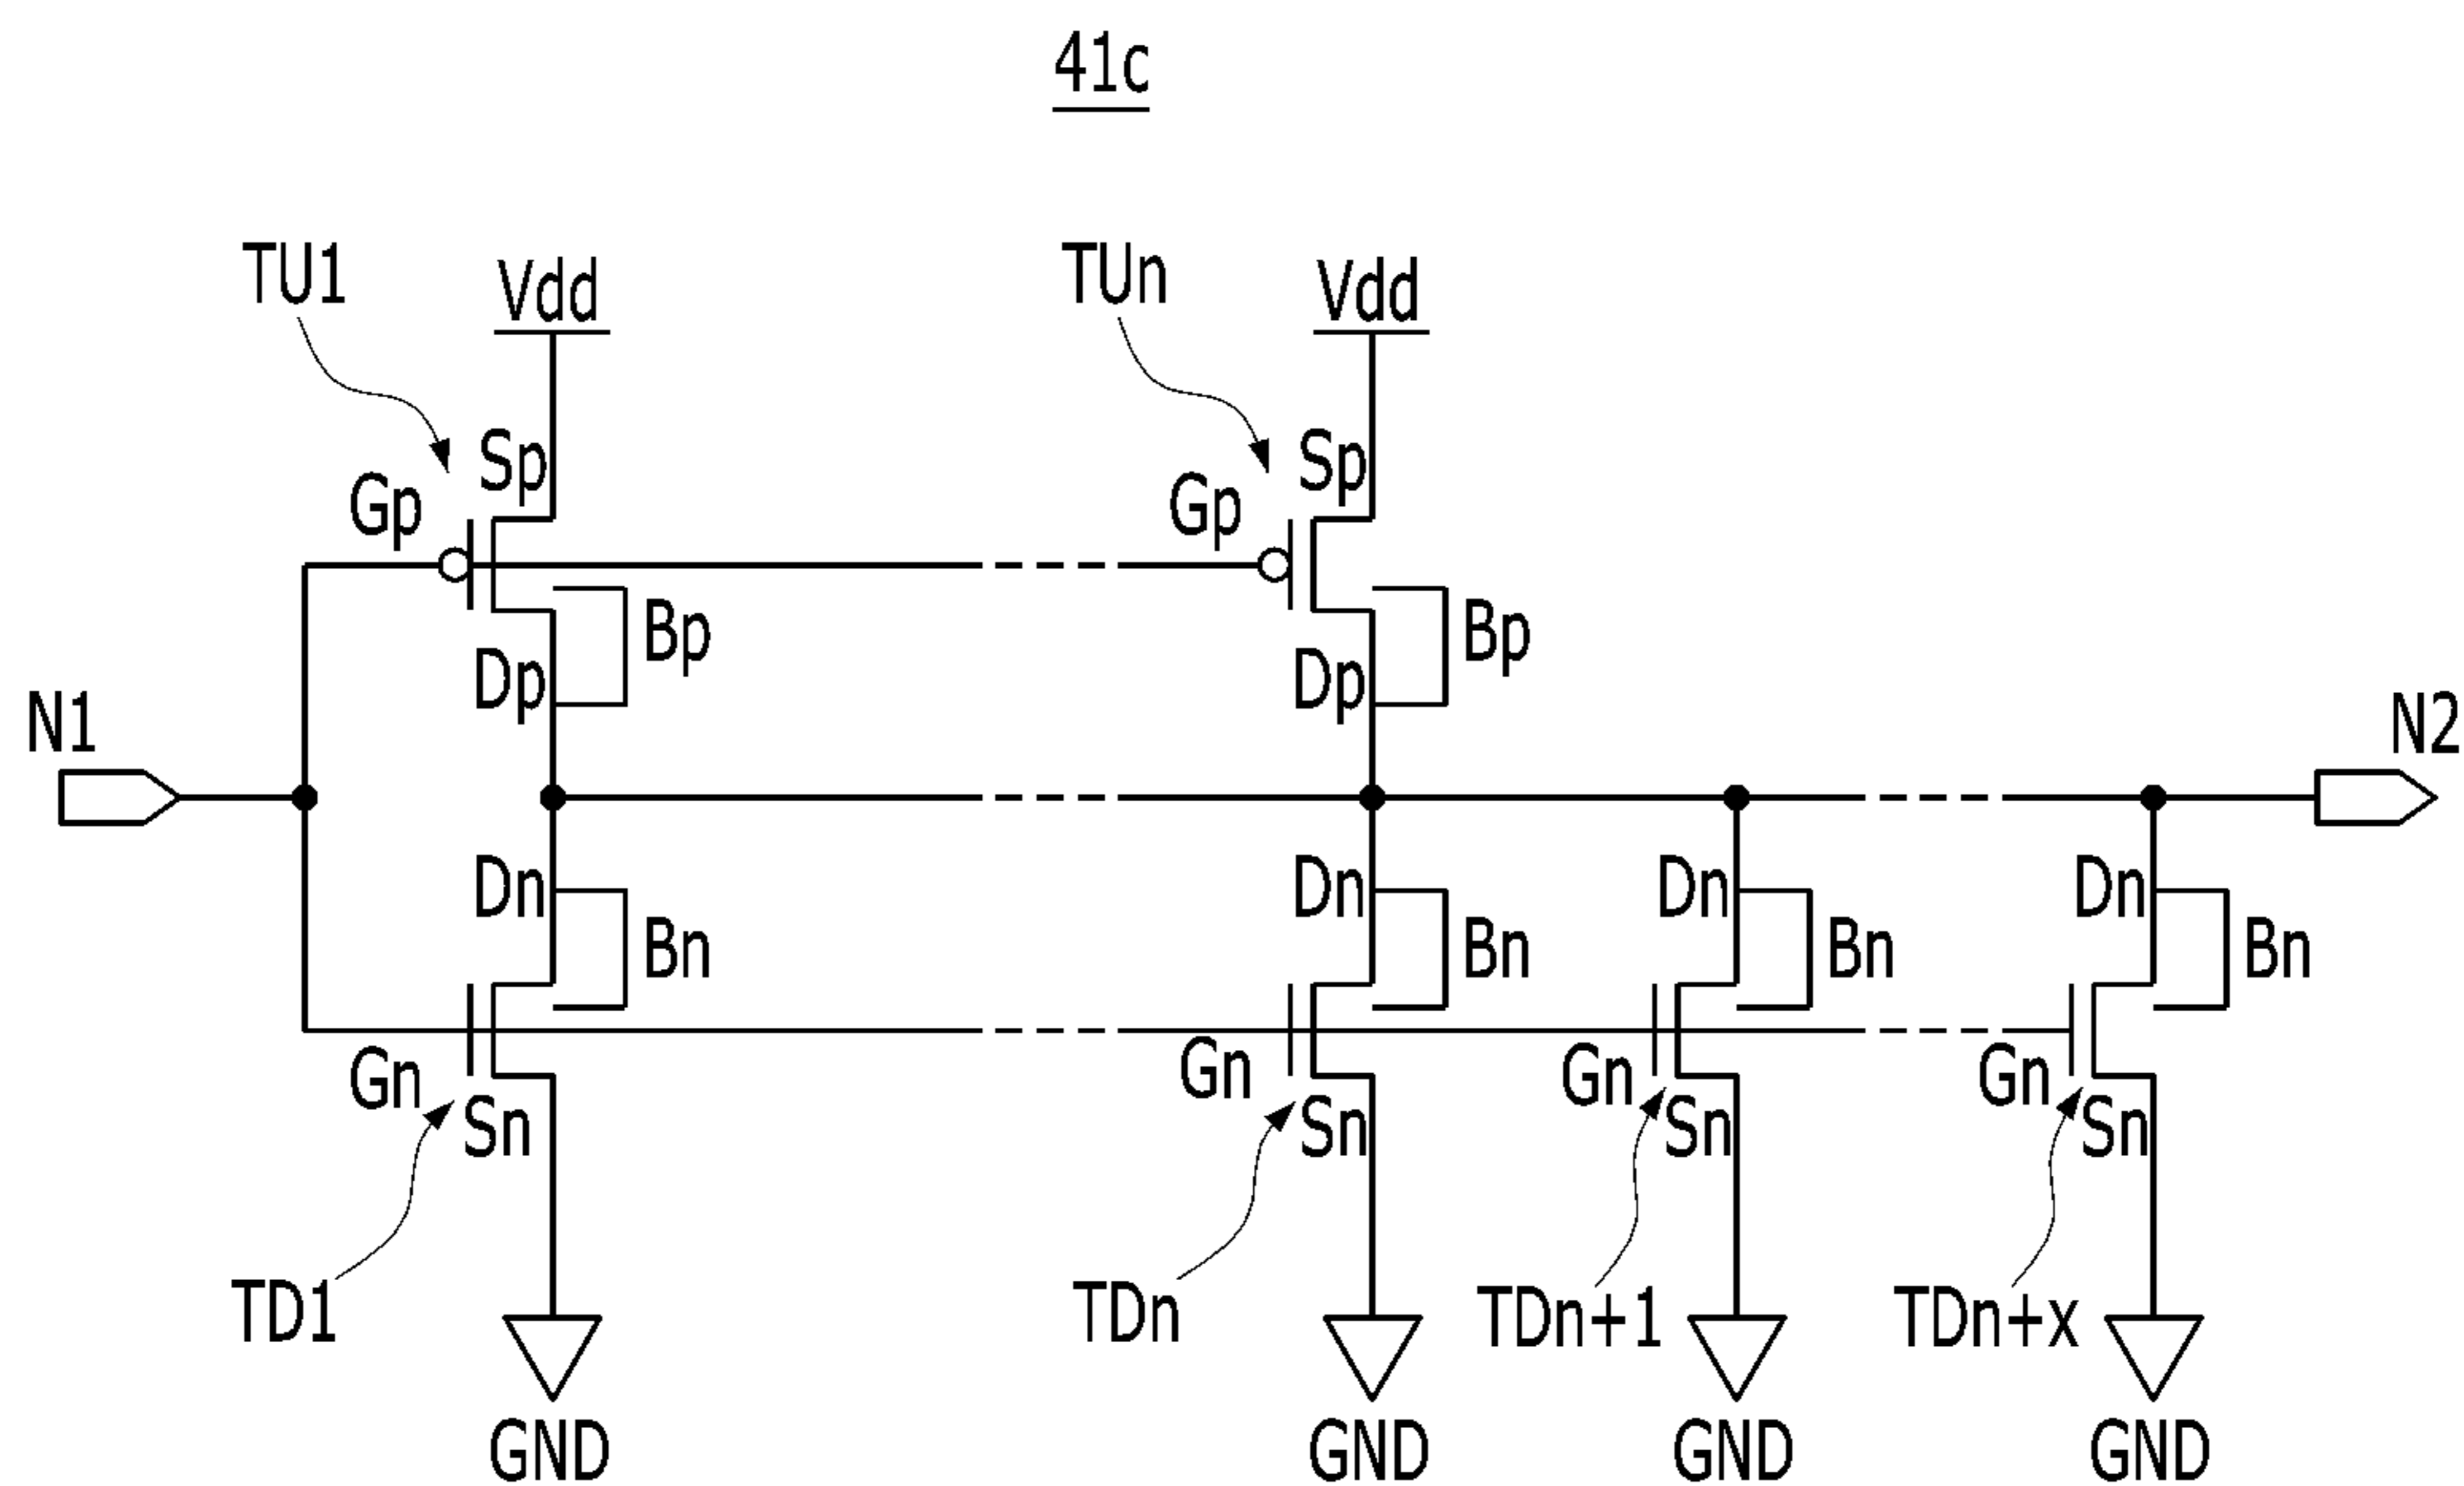 41c
TU1 Vdd TUn Vdd
Sp Sp
Gp Gp
Bp Bp
Dp Dp
N1 N2
Dn Dn Dn Dn
Bn Bn Bn Bn
Gn Gn Gn Gn
Sn Sn Sn Sn
TD1 TDn TDn+1 TDn+x
GND GND GND GND